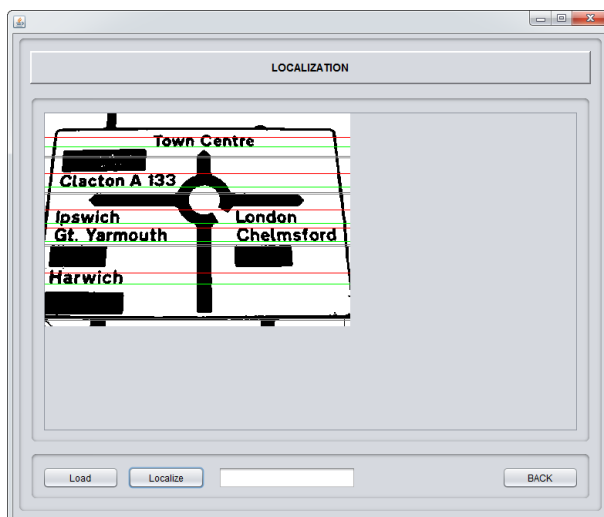 LOCALIZATION
Town Centre
Clacton A 133
Ipswich London
Gt. Yarmouth Chelmsford
Harwich
Load Localize BACK